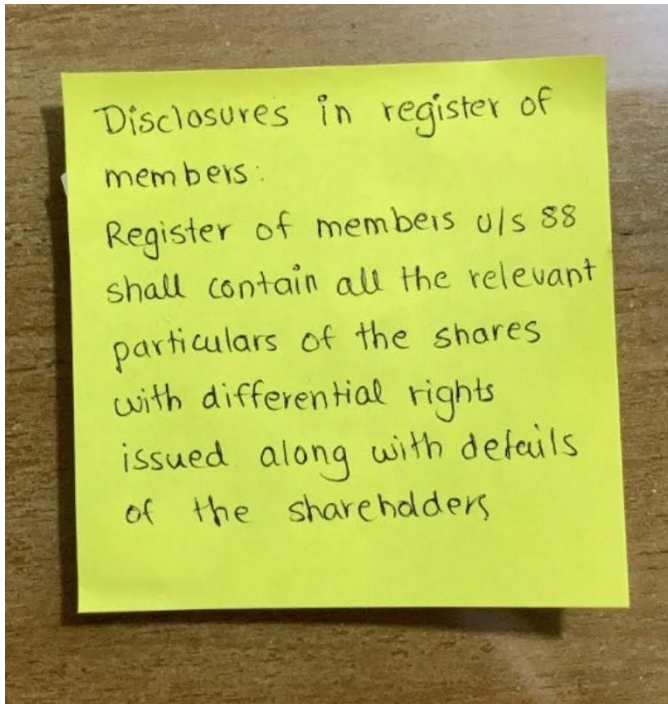 Disclosures in register of
members:
Register of members u/s 88
shall contain all the relevant
particulars of the shares
with differential rights
issued along with details
of the shareholders